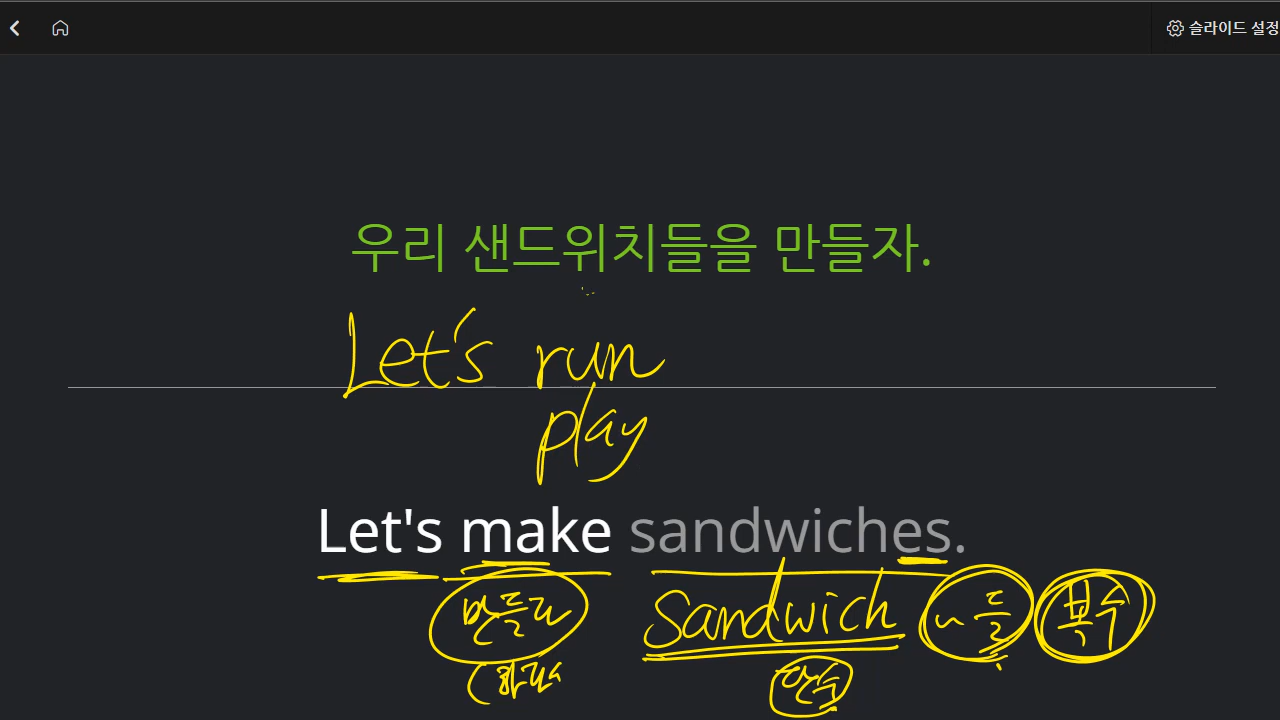 슬라이드 설정
우리 샌드위치들을 만들자.
Let's run
play
Let's make sandwiches.
만들다 Sandwich ~들 복수
단수